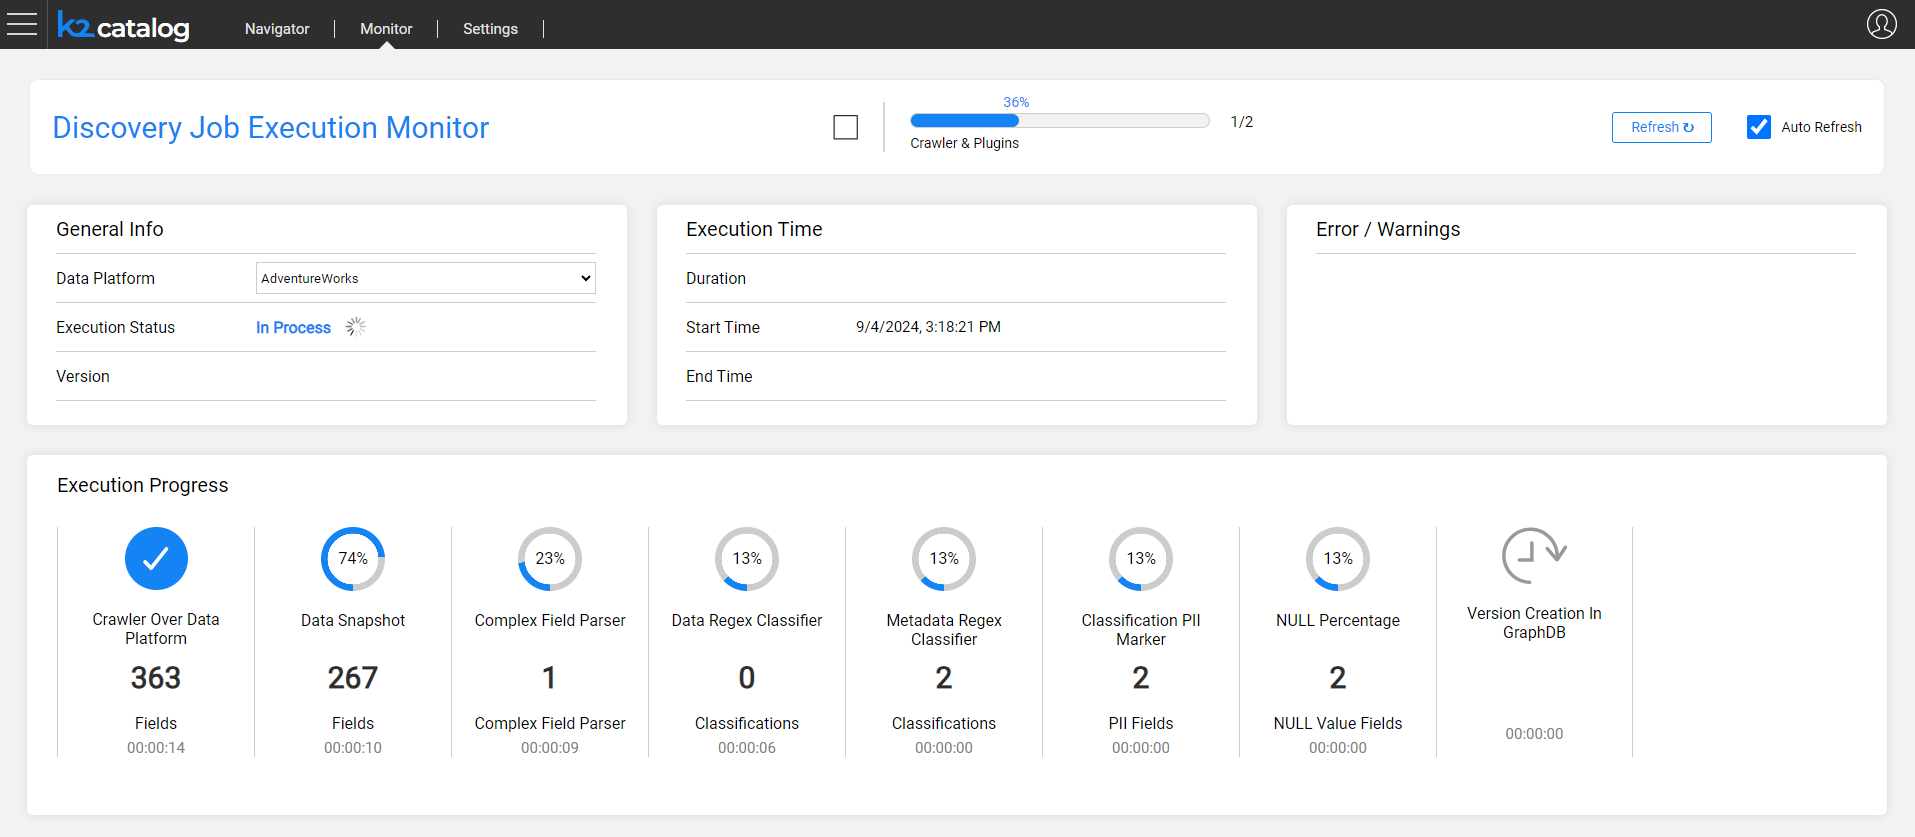 k2catalog
Navigator
Monitor
Settings
Discovery Job Execution Monitor
36%
1/2
Crawler & Plugins
Refresh ↻
Auto Refresh
General Info
Data Platform
AdventureWorks
Execution Status
In Process
Version
Execution Time
Duration
Start Time
9/4/2024, 3:18:21 PM
End Time
Error / Warnings
Execution Progress
Crawler Over Data
Platform
363
Fields
00:00:14
74%
Data Snapshot
267
Fields
00:00:10
23%
Complex Field Parser
1
Complex Field Parser
00:00:09
13%
Data Regex Classifier
0
Classifications
00:00:06
13%
Metadata Regex
Classifier
2
Classifications
00:00:00
13%
Classification PII
Marker
2
PII Fields
00:00:00
13%
NULL Percentage
2
NULL Value Fields
00:00:00
Version Creation In
GraphDB
00:00:00